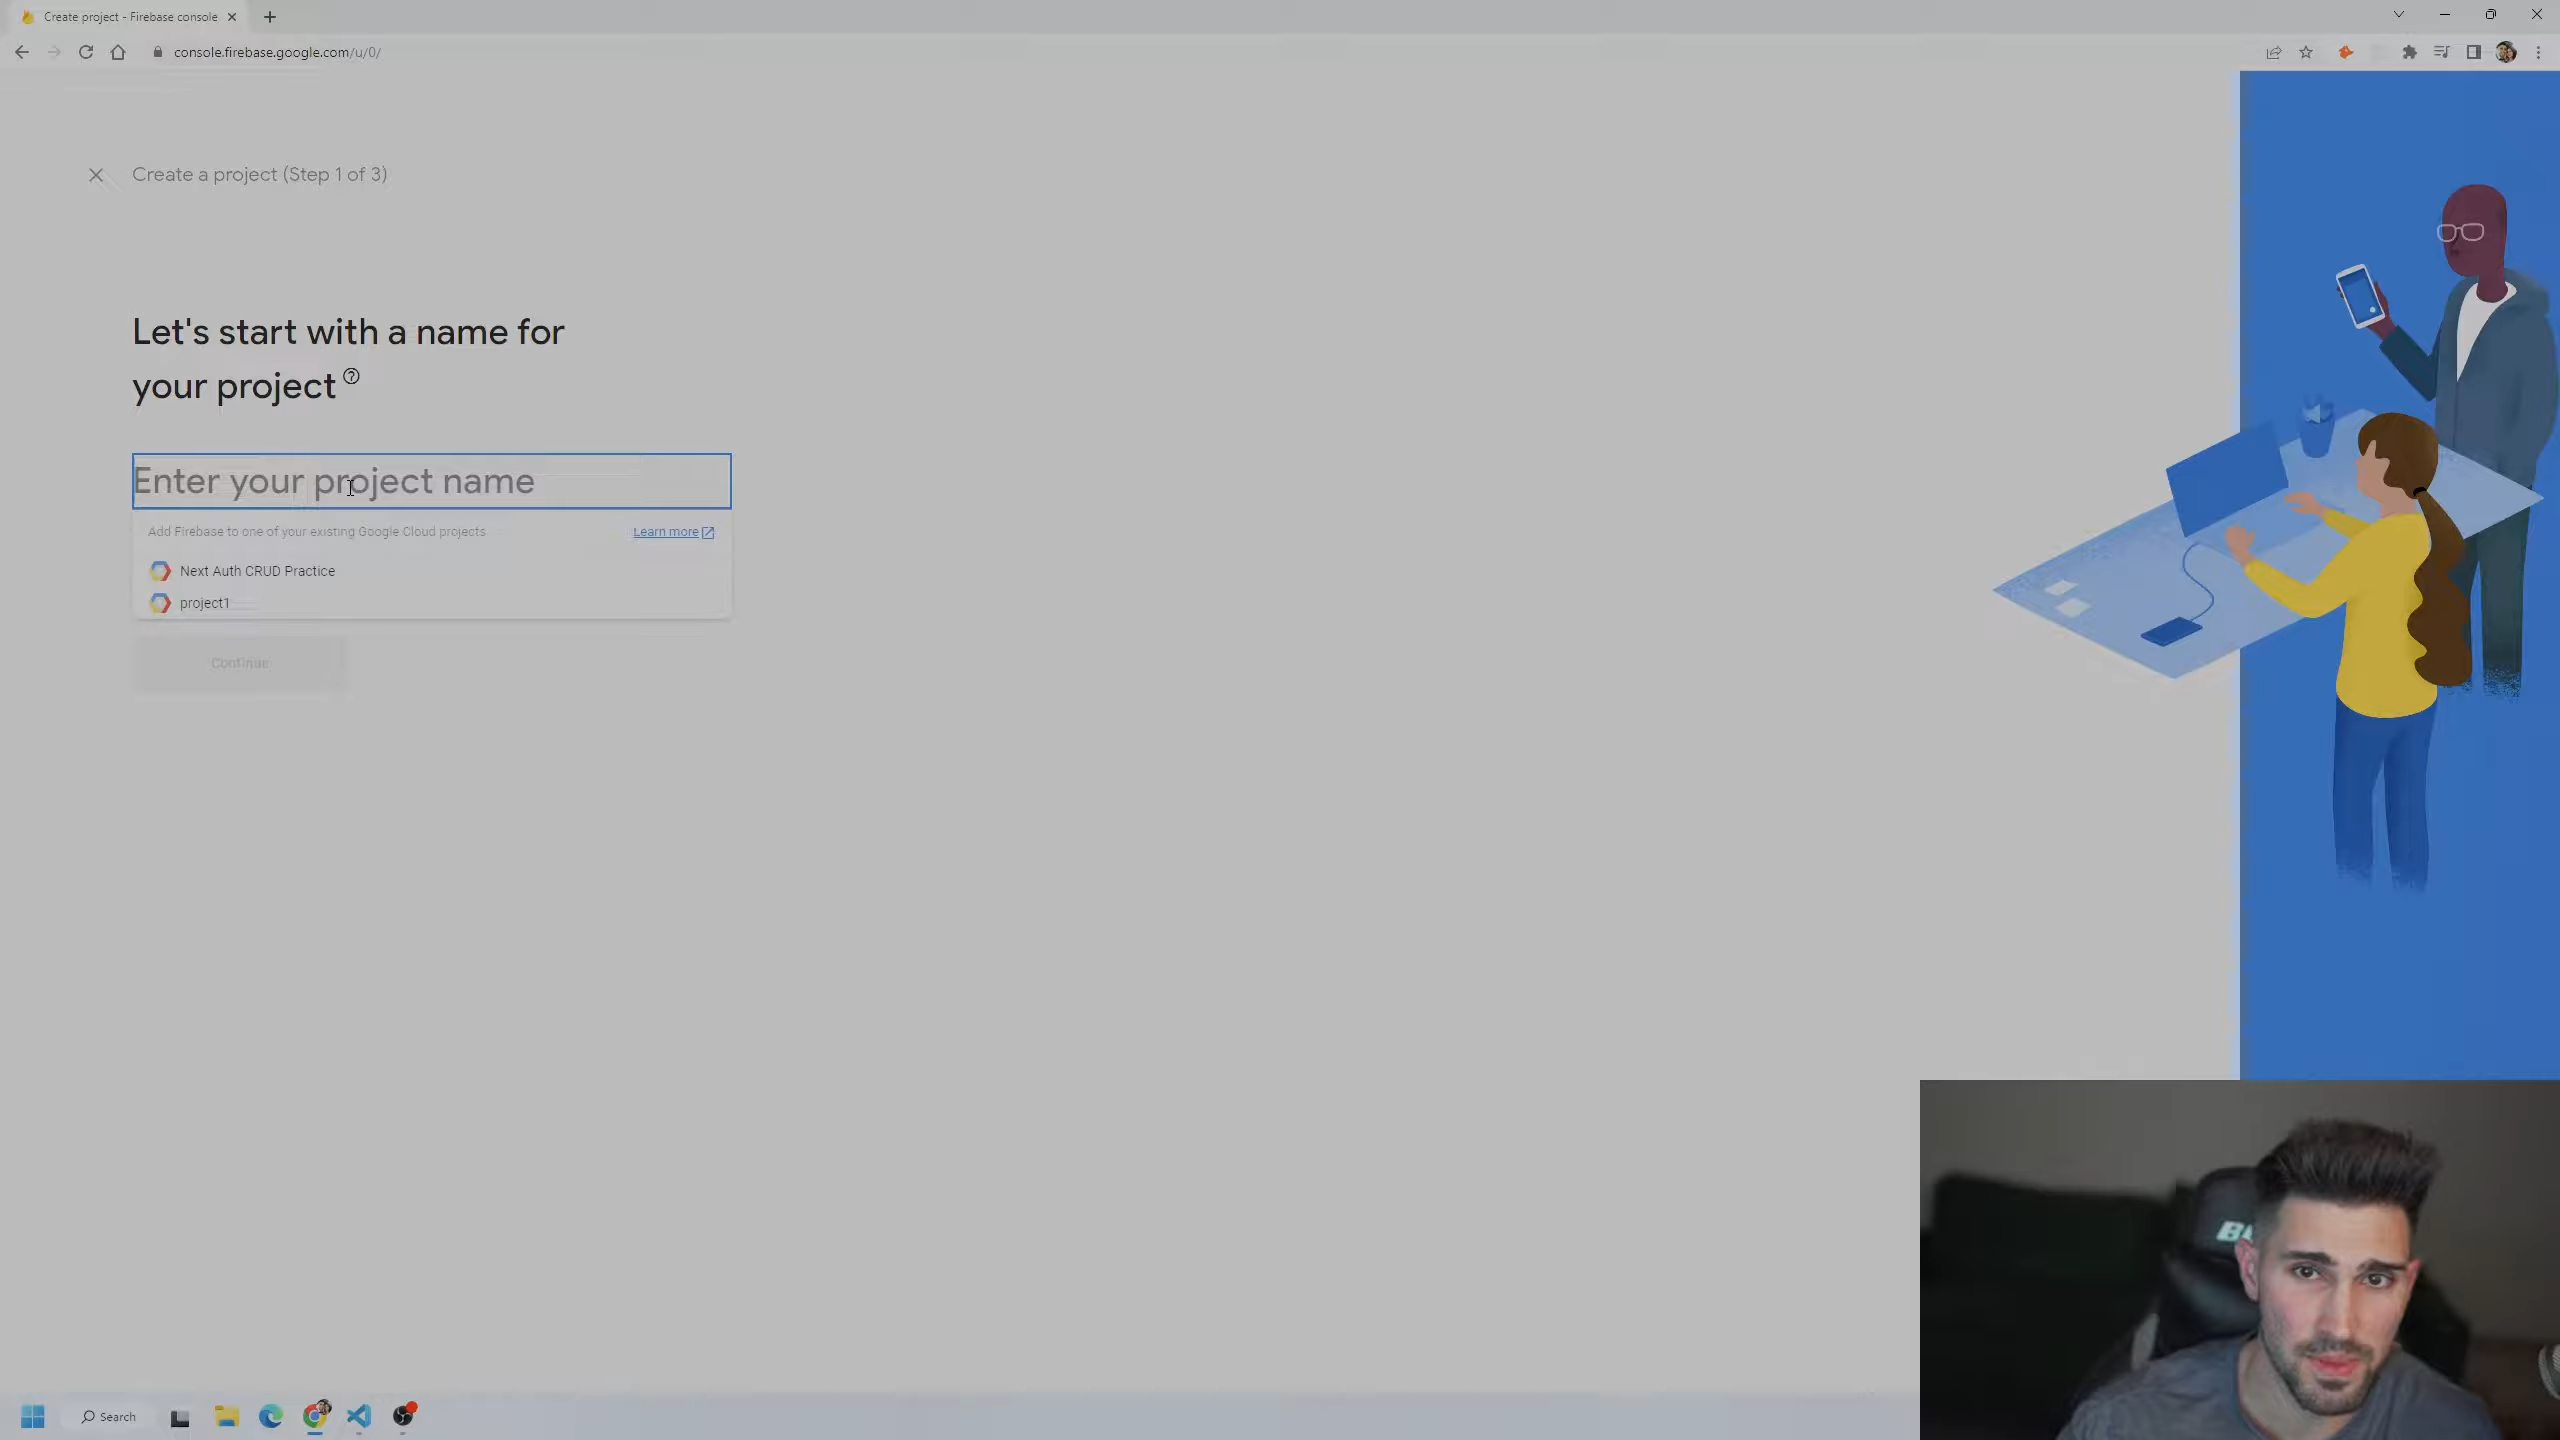 Create project - Firebase console
console.firebase.google.com/u/0/
Create a project (Step 1 of 3)
Let's start with a name for
your project
Enter your project name
Add Firebase to one of your existing Google Cloud projects
Learn more
Next Auth CRUD Practice
project1
Continue
Search